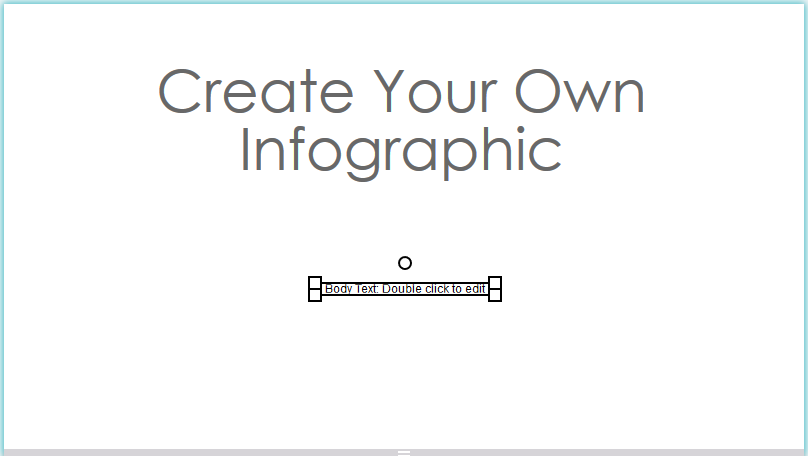 Create Your Own
Infographic
Body Text: Double click to edit